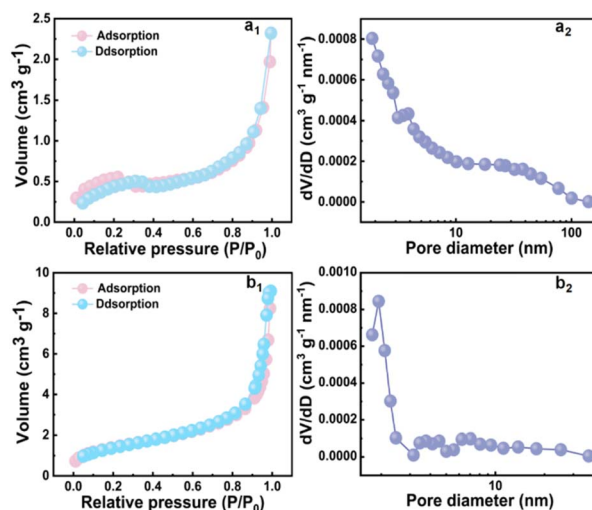 a1
Adsorption
Ddsorption
Volume (cm3 g-1)
2.5
2.0
1.5
1.0
0.5
0.0
0.0 0.2 0.4 0.6 0.8 1.0
Relative pressure (P/P0)
a2
dV/dD (cm3 g-1 nm-1)
0.0008
0.0006
0.0004
0.0002
0.0000
10 100
Pore diameter (nm)
b1
Adsorption
Ddsorption
Volume (cm3 g-1)
10
8
6
4
2
0
0.0 0.2 0.4 0.6 0.8 1.0
Relative pressure (P/P0)
b2
dV/dD (cm3 g-1 nm-1)
0.0010
0.0008
0.0006
0.0004
0.0002
0.0000
10
Pore diameter (nm)